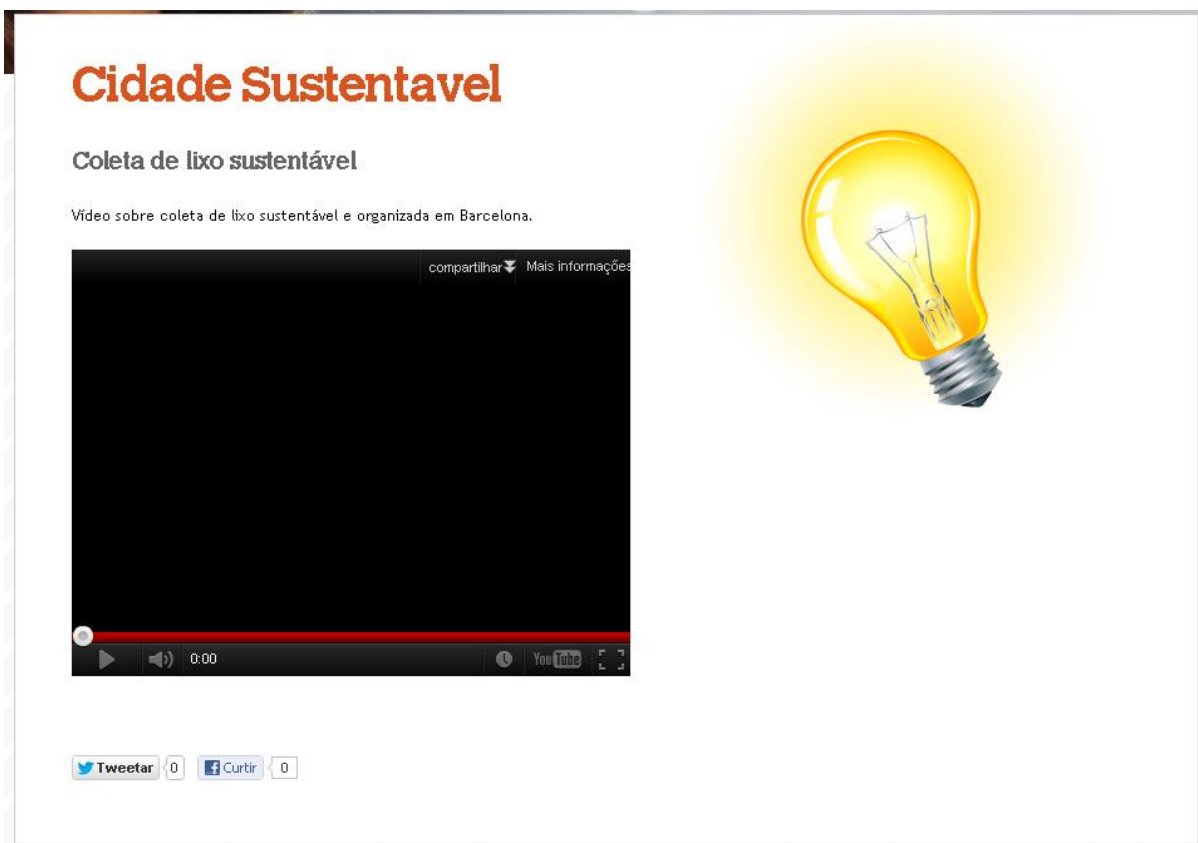 Cidade Sustentavel
Coleta de lixo sustentável
Vídeo sobre coleta de lixo sustentável e organizada em Barcelona.
compartilhar Mais informações
0:00 YouTube
Tweetar 0 Curtir 0